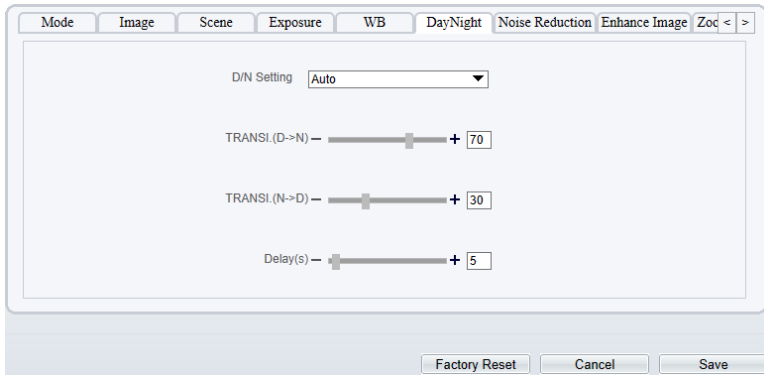 Mode Image Scene Exposure WB DayNight Noise Reduction Enhance Image Zoo < >
D/N Setting Auto
TRANSI.(D->N) − + 70
TRANSI.(N->D) − + 30
Delay(s) − + 5
Factory Reset Cancel Save